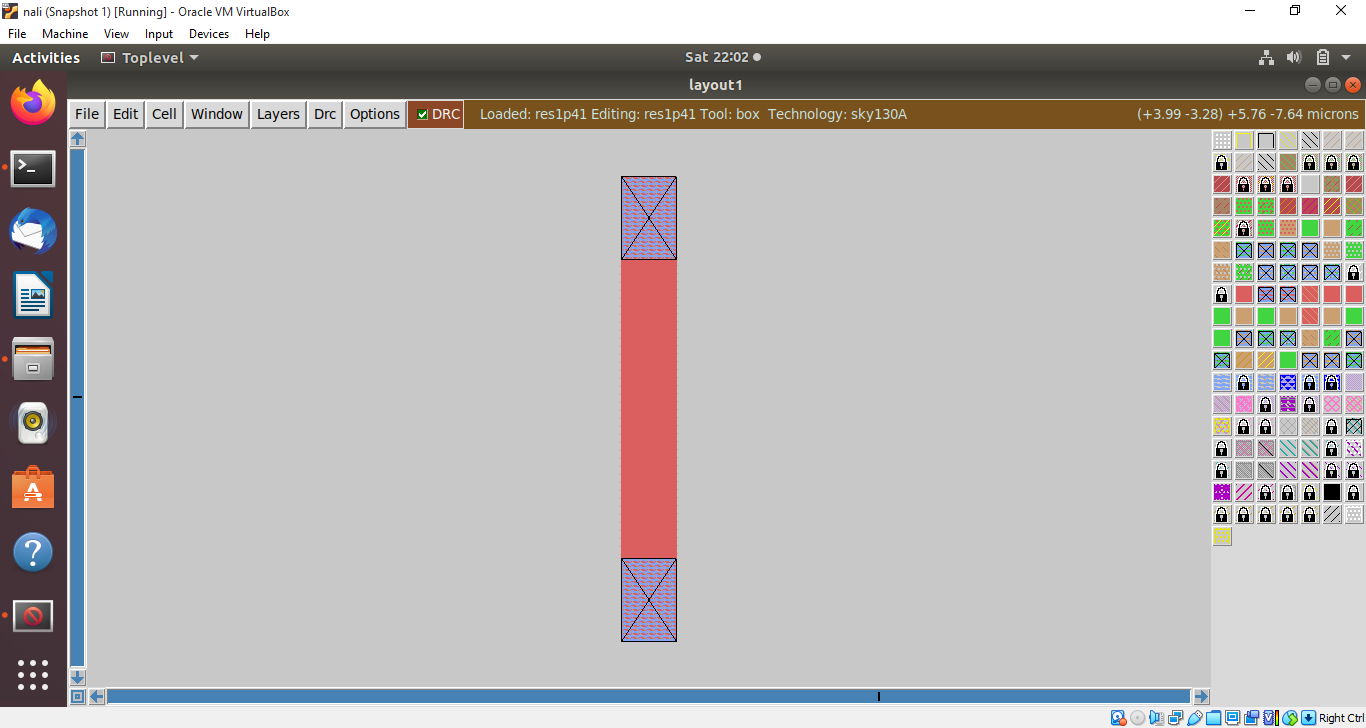 nali (Snapshot 1) [Running] - Oracle VM VirtualBox
File Machine View Input Devices Help
Activities Toplevel Sat 22:02
layout1
File Edit Cell Window Layers Drc Options DRC Loaded: res1p41 Editing: res1p41 Tool: box Technology: sky130A (+3.99 -3.28) +5.76 -7.64 microns
Right Ctrl